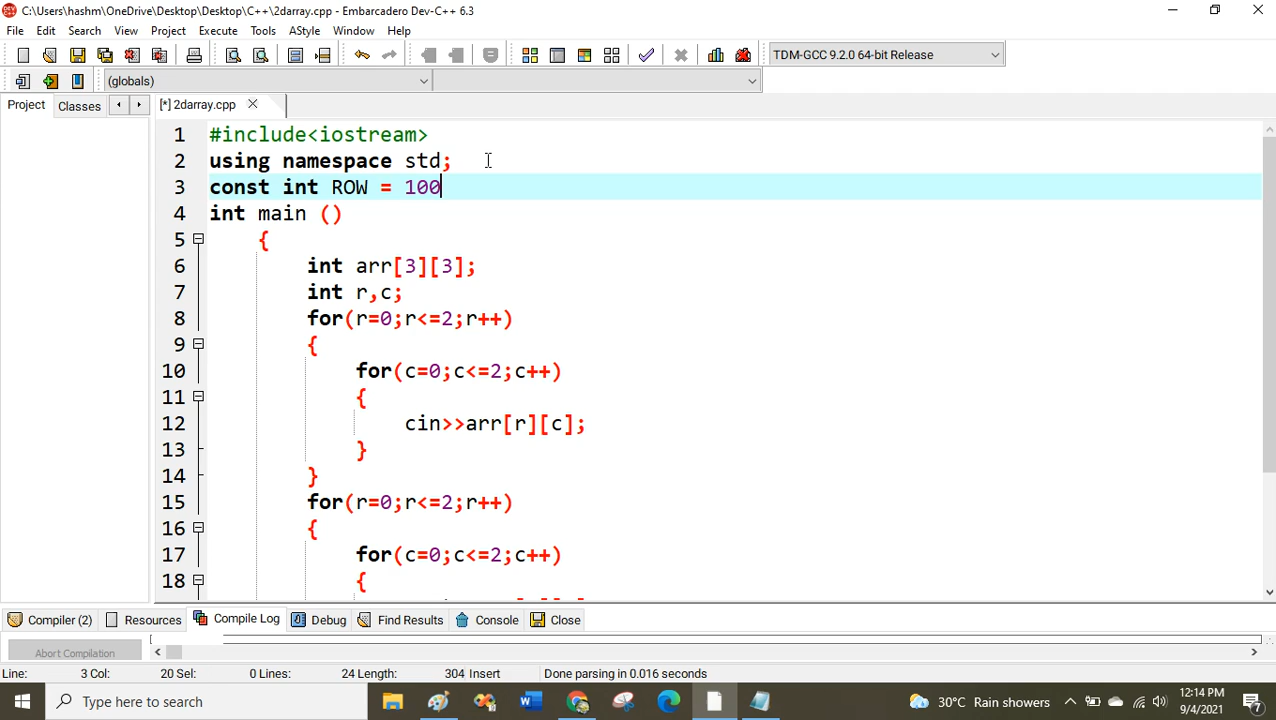 C:\Users\hashm\OneDrive\Desktop\Desktop\C++\2darray.cpp - Embarcadero Dev-C++ 6.3
File Edit Search View Project Execute Tools AStyle Window Help
TDM-GCC 9.2.0 64-bit Release
(globals)
Project Classes [*] 2darray.cpp
1 #include<iostream>
2 using namespace std;
3 const int ROW = 100
4 int main ()
5 {
6 int arr[3][3];
7 int r,c;
8 for(r=0;r<=2;r++)
9 {
10 for(c=0;c<=2;c++)
11 {
12 cin>>arr[r][c];
13 }
14 }
15 for(r=0;r<=2;r++)
16 {
17 for(c=0;c<=2;c++)
18 {
Compiler (2) Resources Compile Log Debug Find Results Console Close
Abort Compilation
Line: 3 Col: 20 Sel: 0 Lines: 24 Length: 304 Insert Done parsing in 0.016 seconds
Type here to search 30°C Rain showers 12:14 PM
9/4/2021 7